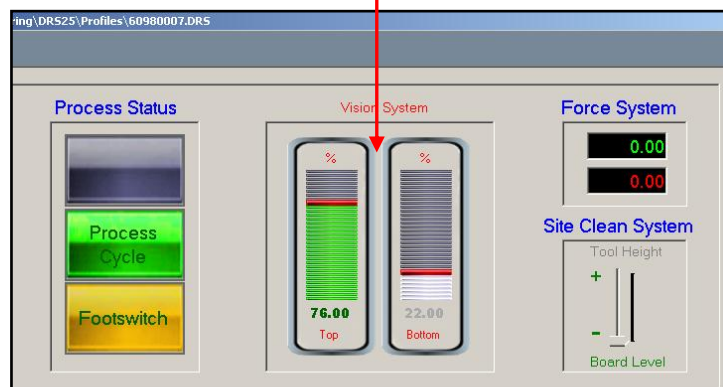 ring\DRS25\Profiles\60980007.DRS
Process Status
Vision System
Force System
%
%
0.00
0.00
Process
Cycle
Site Clean System
Tool Height
+
Footswitch
76.00
22.00
-
Top
Bottom
Board Level